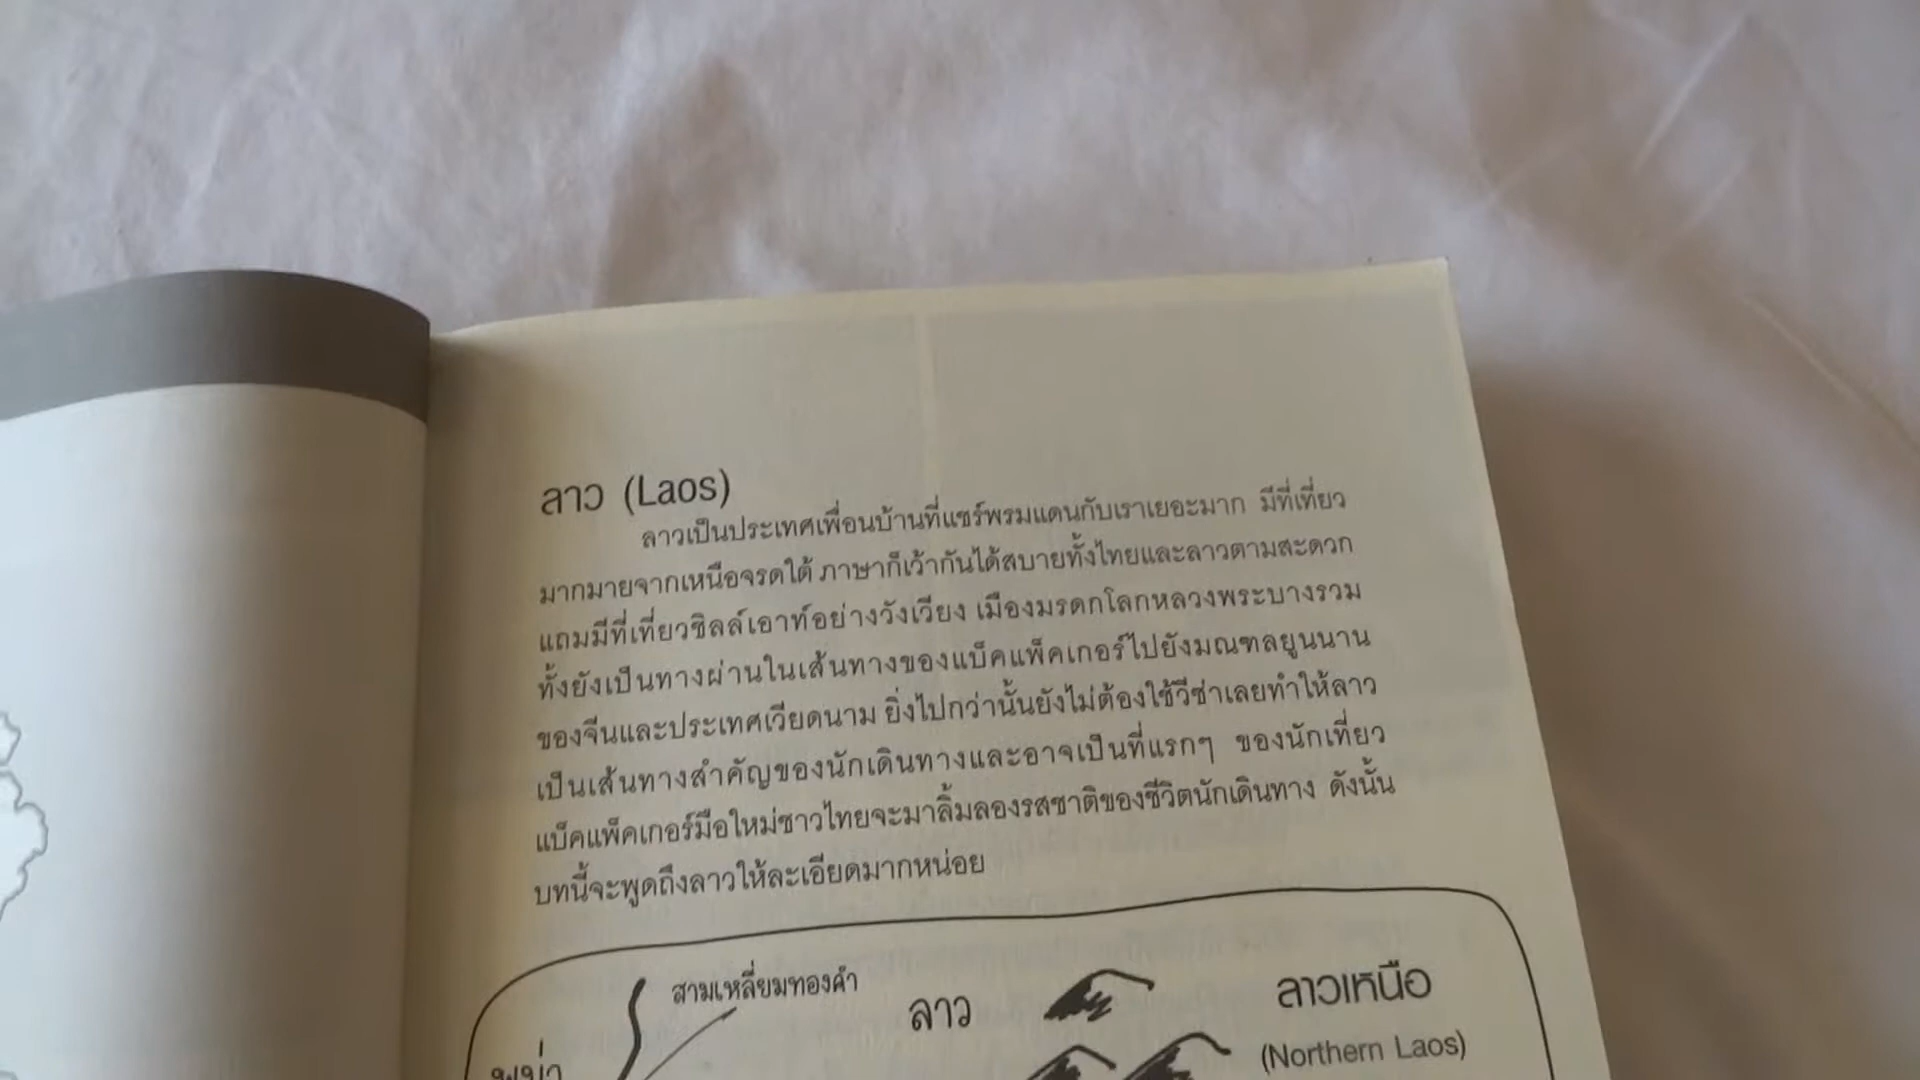 ลาว (Laos)
ลาวเป็นประเทศเพื่อนบ้านที่แชร์พรมแดนกับเราเยอะมาก มีที่เที่ยว
มากมายจากเหนือจรดใต้ ภาษาก็เว้ากันได้สบายทั้งไทยและลาวตามสะดวก
แถมมีที่เที่ยวชิลล์เอาท์อย่างวังเวียง เมืองมรดกโลกหลวงพระบางรวม
ทั้งยังเป็นทางผ่านในเส้นทางของแบ็คแพ็คเกอร์ไปยังมณฑลยูนนาน
ของจีนและประเทศเวียดนาม ยิ่งไปกว่านั้นยังไม่ต้องใช้วีซ่าเลยทำให้ลาว
เป็นเส้นทางสำคัญของนักเดินทางและอาจเป็นที่แรกๆ ของนักเที่ยว
แบ็คแพ็คเกอร์มือใหม่ชาวไทยจะมาลิ้มลองรสชาติของชีวิตนักเดินทาง ดังนั้น
บทนี้จะพูดถึงลาวให้ละเอียดมากหน่อย
สามเหลี่ยมทองคำ
ลาว
ลาวเหนือ
(Northern Laos)
พม่า